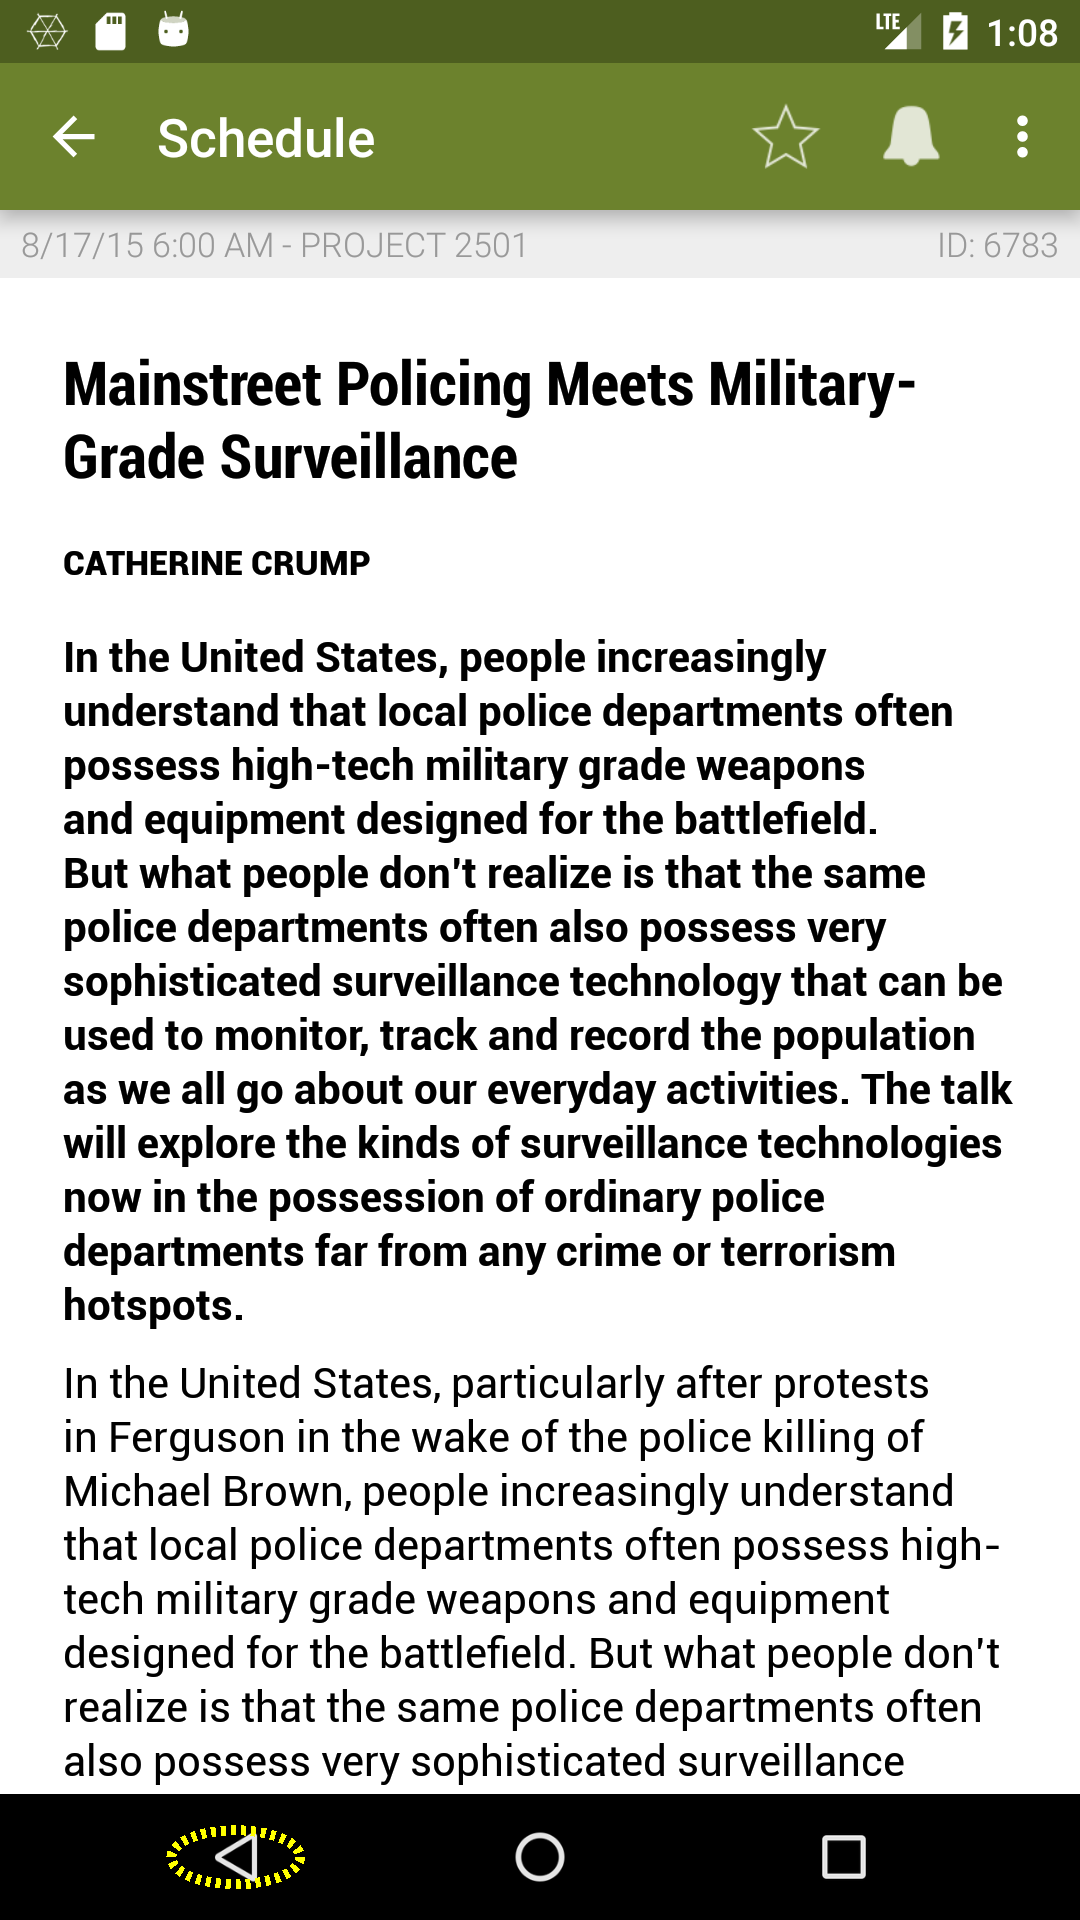 LTE 1:08
Schedule
8/17/15 6:00 AM - PROJECT 2501 ID: 6783
Mainstreet Policing Meets Military-
Grade Surveillance
CATHERINE CRUMP
In the United States, people increasingly
understand that local police departments often
possess high-tech military grade weapons
and equipment designed for the battlefield.
But what people don't realize is that the same
police departments often also possess very
sophisticated surveillance technology that can be
used to monitor, track and record the population
as we all go about our everyday activities. The talk
will explore the kinds of surveillance technologies
now in the possession of ordinary police
departments far from any crime or terrorism
hotspots.
In the United States, particularly after protests
in Ferguson in the wake of the police killing of
Michael Brown, people increasingly understand
that local police departments often possess high-
tech military grade weapons and equipment
designed for the battlefield. But what people don't
realize is that the same police departments often
also possess very sophisticated surveillance